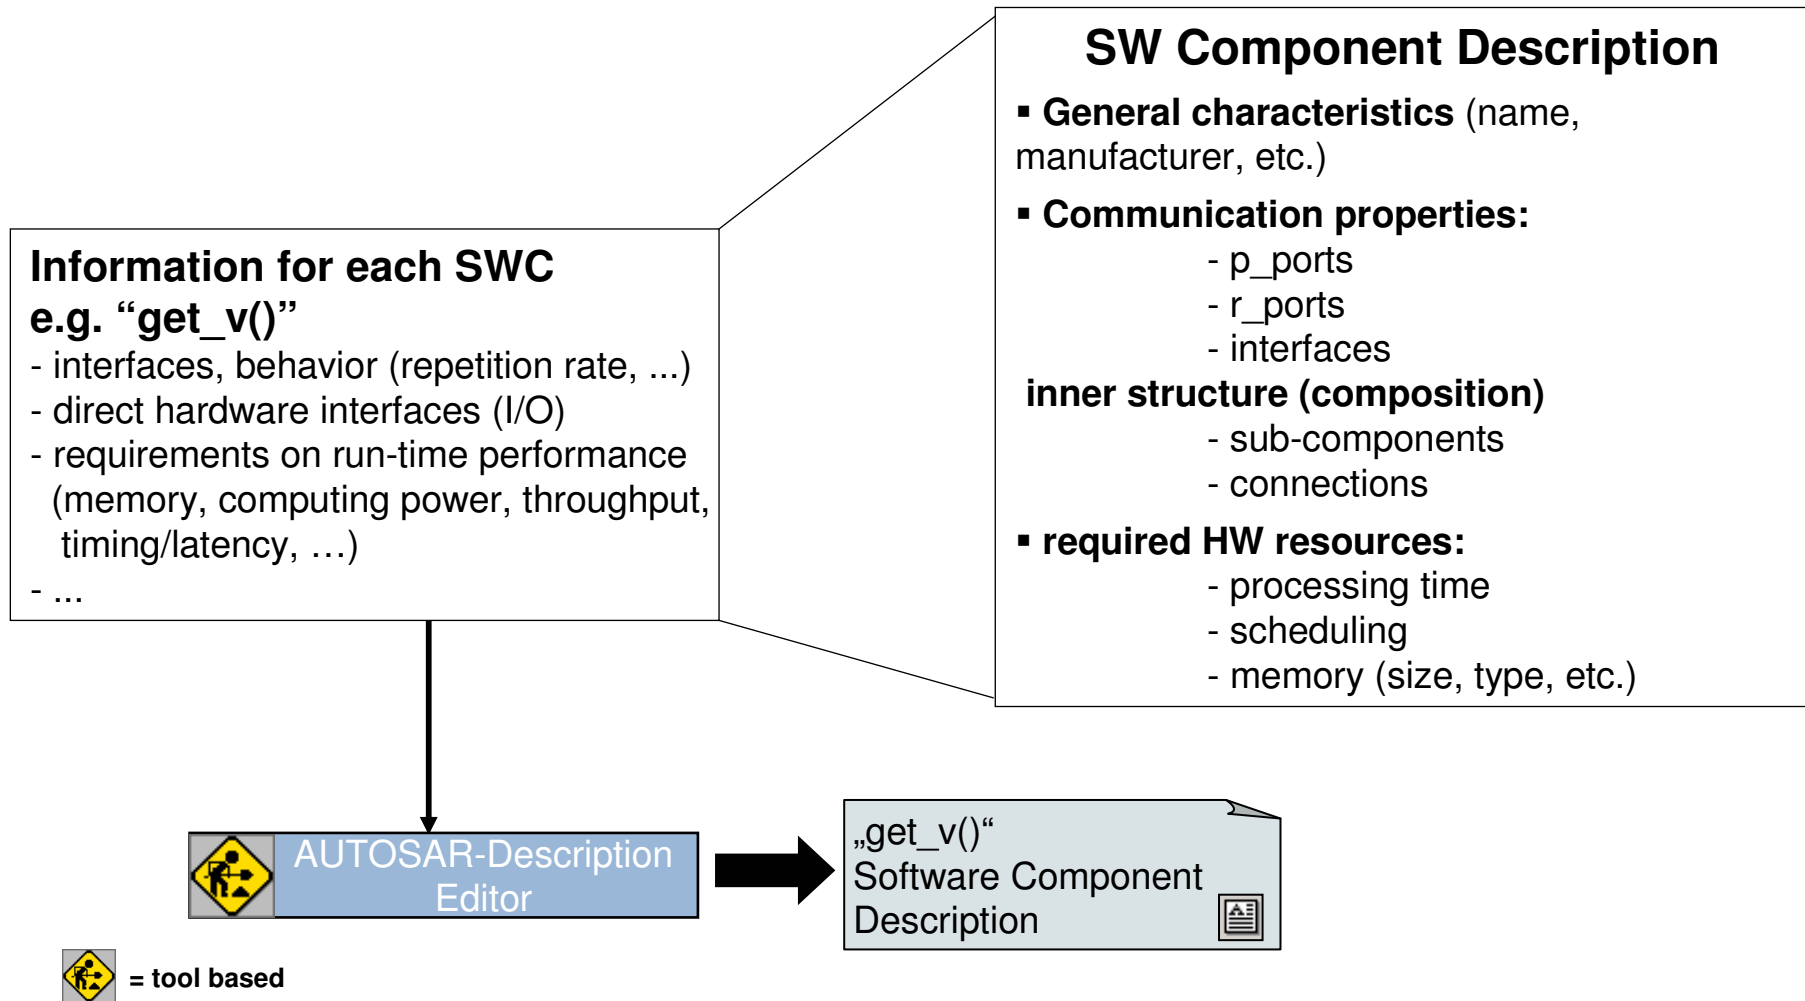 SW Component Description
▪ General characteristics (name,
manufacturer, etc.)
▪ Communication properties:
- p_ports
- r_ports
- interfaces
inner structure (composition)
- sub-components
- connections
▪ required HW resources:
- processing time
- scheduling
- memory (size, type, etc.)
Information for each SWC
e.g. “get_v()”
- interfaces, behavior (repetition rate, ...)
- direct hardware interfaces (I/O)
- requirements on run-time performance
(memory, computing power, throughput,
timing/latency, …)
- ...
AUTOSAR-Description
Editor
„get_v()“
Software Component
Description
= tool based